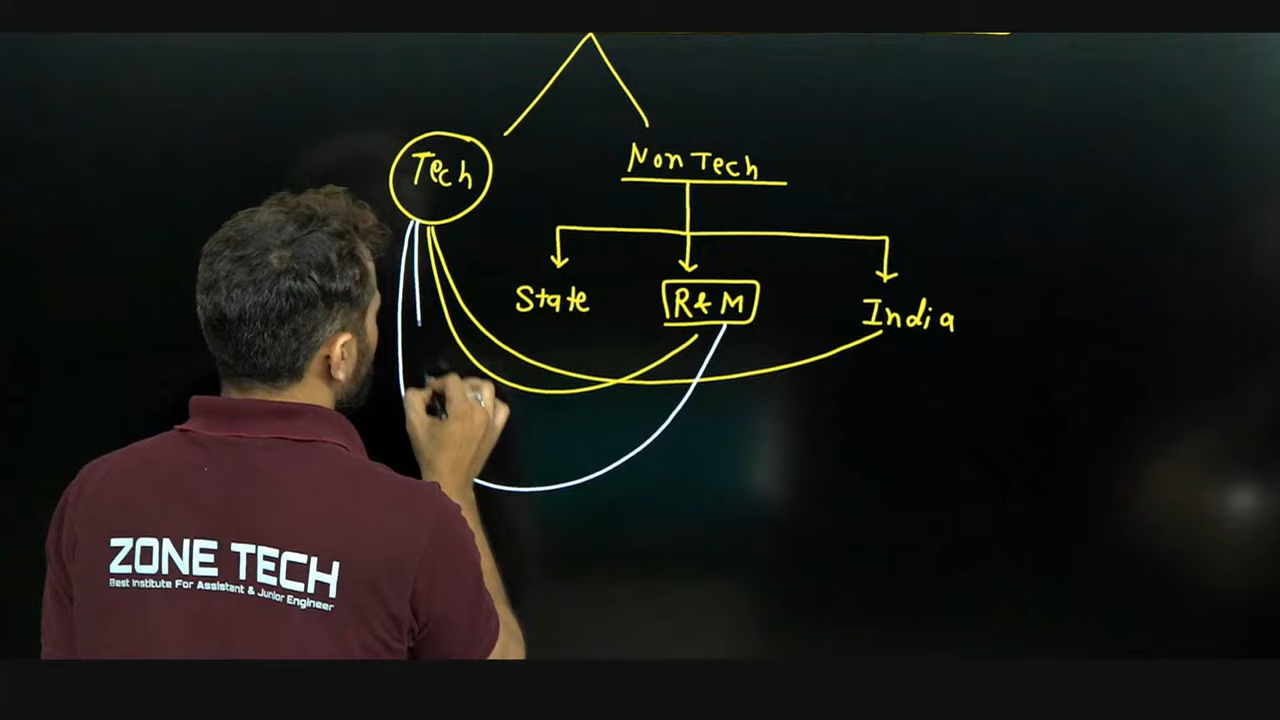 Tech
Non Tech
State
R & M
India
ZONE TECH
Best Institute For Assistant & Junior Engineer